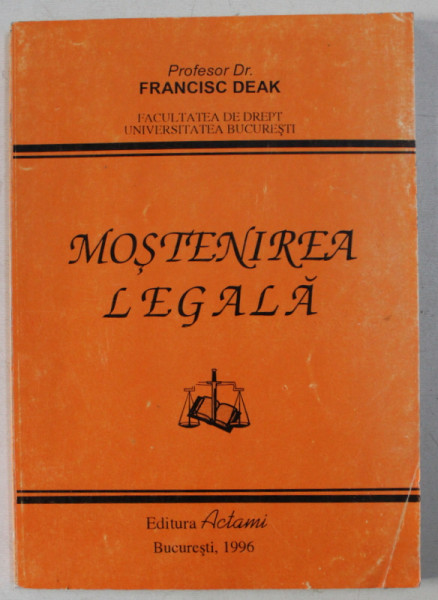 Profesor Dr.
FRANCISC DEAK
FACULTATEA DE DREPT
UNIVERSITATEA BUCUREŞTI
MOŞTENIREA
LEGALĂ
Editura Actami
Bucureşti, 1996